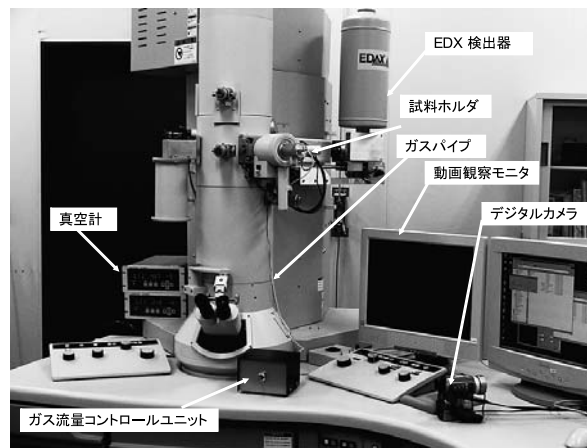 EDX 検出器
EDAX
試料ホルダ
ガスパイプ
動画観察モニタ
デジタルカメラ
真空計
ガス流量コントロールユニット